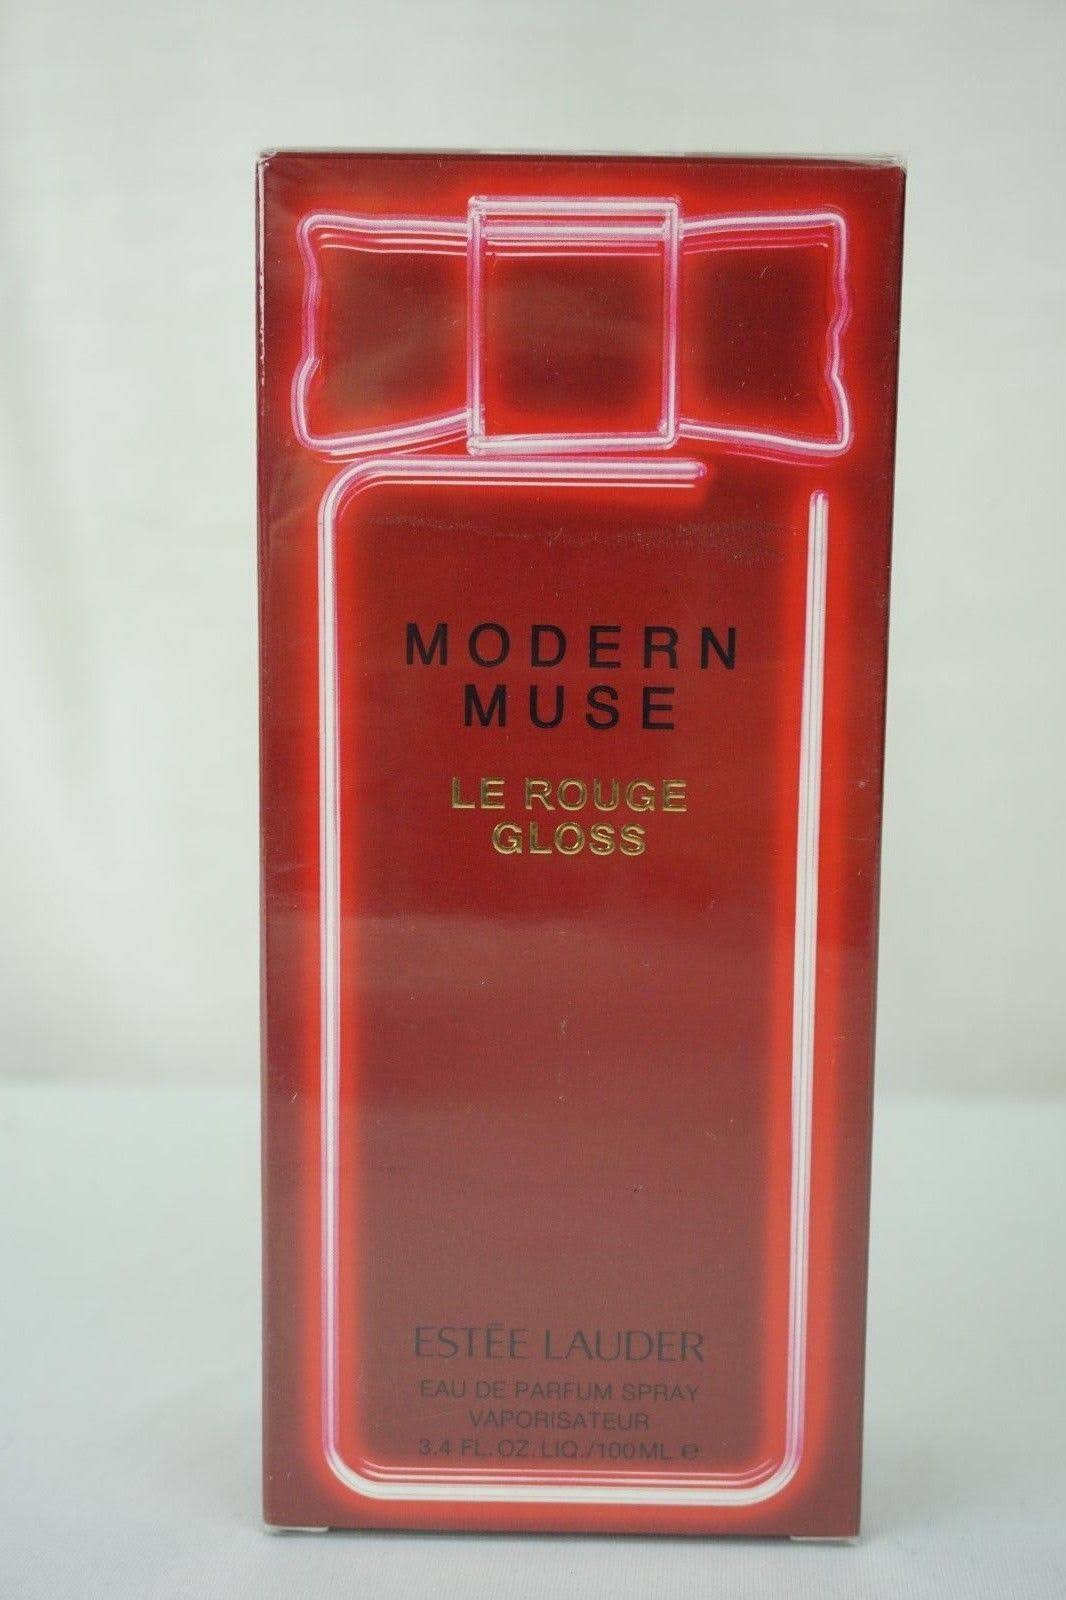 MODERN
MUSE
LE ROUGE
GLOSS
ESTĒE LAUDER
EAU DE PARFUM SPRAY
VAPORISATEUR
3.4 FL. OZ. LIQ./100 ML ℮